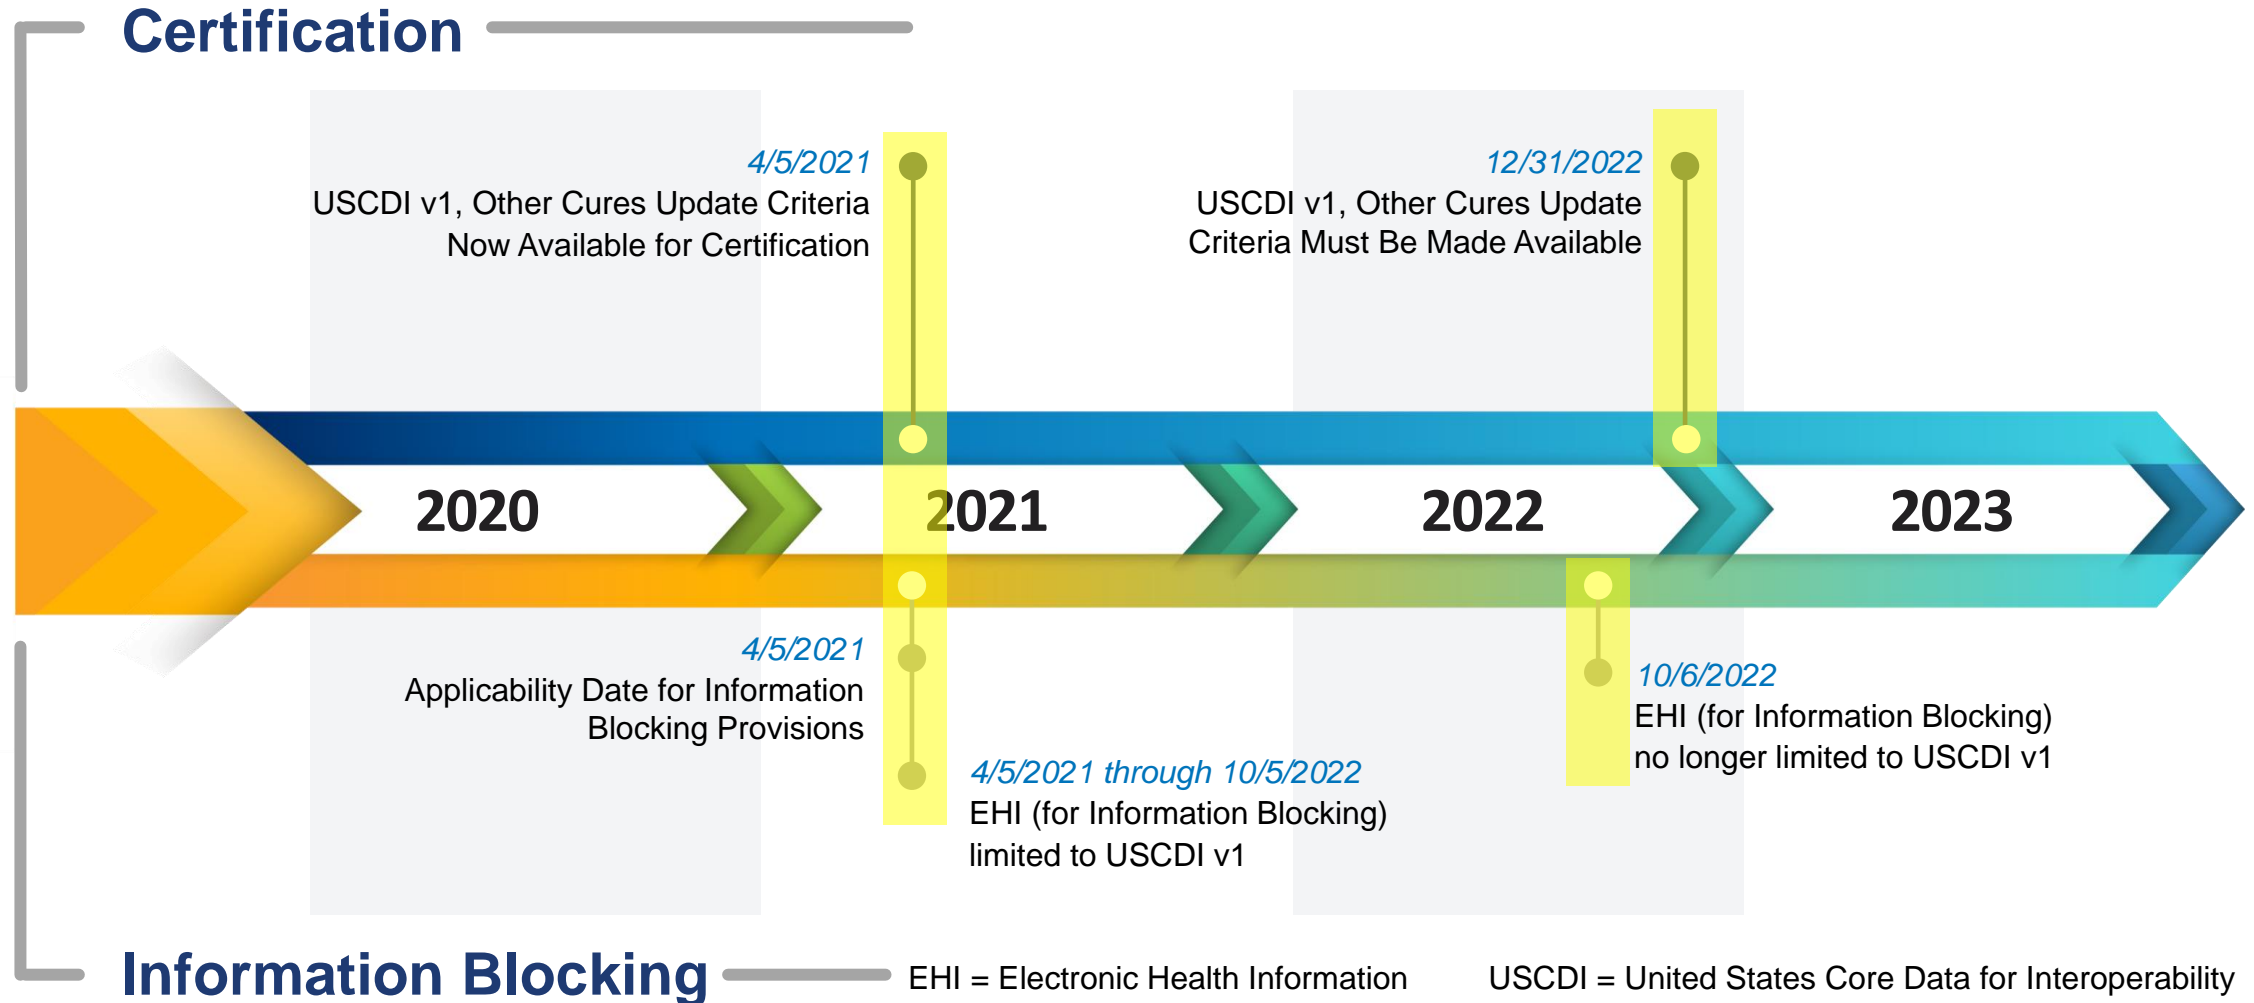 Certification
4/5/2021
USCDI v1, Other Cures Update Criteria
Now Available for Certification
12/31/2022
USCDI v1, Other Cures Update
Criteria Must Be Made Available
2020
2021
2022
2023
4/5/2021
Applicability Date for Information
Blocking Provisions
4/5/2021 through 10/5/2022
EHI (for Information Blocking)
limited to USCDI v1
10/6/2022
EHI (for Information Blocking)
no longer limited to USCDI v1
Information Blocking
EHI = Electronic Health Information
USCDI = United States Core Data for Interoperability